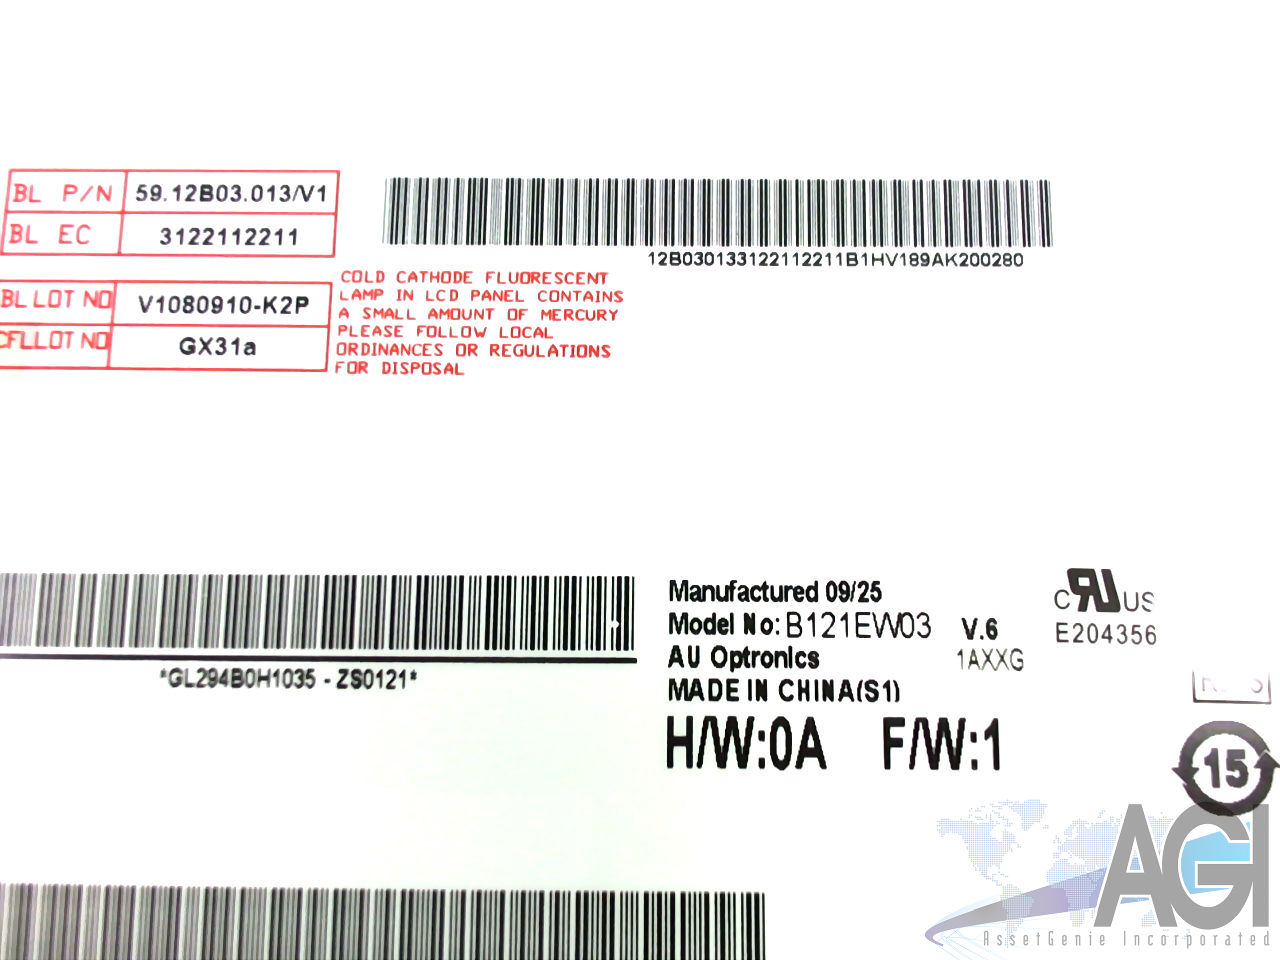 BL P/N 59.12B03.013/V1
BL EC 3122112211
BL LOT NO V1080910-K2P
CFLLOT NO GX31a
COLD CATHODE FLUORESCENT
LAMP IN LCD PANEL CONTAINS
A SMALL AMOUNT OF MERCURY
PLEASE FOLLOW LOCAL
ORDINANCES OR REGULATIONS
FOR DISPOSAL
12B030133122112211B1HV189AK200280
*GL294B0H1035 - ZS0121*
Manufactured 09/25
Model No: B121EW03 V.6
AU Optronics 1AXXG
MADE IN CHINA(S1)
H/W:0A F/W:1
C RU US
E204356
15
AGI
AssetGenie Incorporated